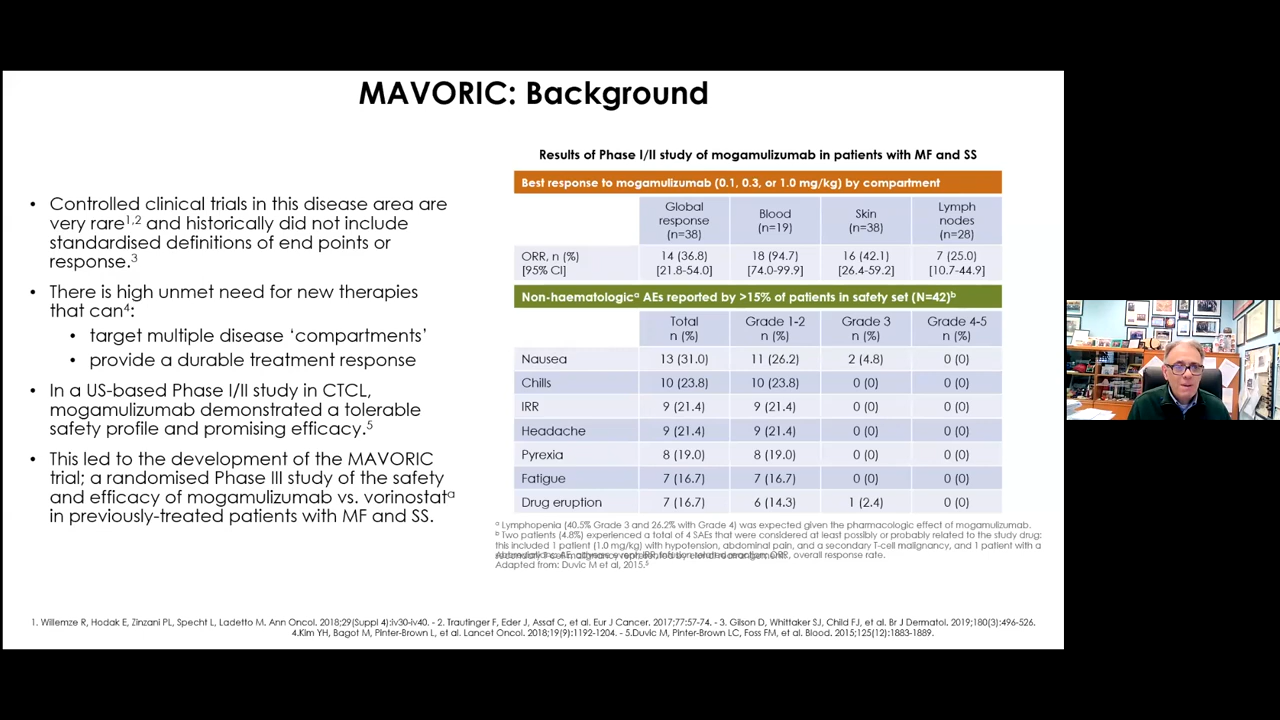 MAVORIC: Background
• Controlled clinical trials in this disease area are
very rare¹,² and historically did not include
standardised definitions of end points or
response.³
• There is high unmet need for new therapies
that can⁴:
• target multiple disease ‘compartments’
• provide a durable treatment response
• In a US-based Phase I/II study in CTCL,
mogamulizumab demonstrated a tolerable
safety profile and promising efficacy.⁵
• This led to the development of the MAVORIC
trial; a randomised Phase III study of the safety
and efficacy of mogamulizumab vs. vorinostatᵃ
in previously-treated patients with MF and SS.
Results of Phase I/II study of mogamulizumab in patients with MF and SS
Best response to mogamulizumab (0.1, 0.3, or 1.0 mg/kg) by compartment
Global response (n=38) Blood (n=19) Skin (n=38) Lymph nodes (n=28)
ORR, n (%) 14 (36.8) 18 (94.7) 16 (42.1) 7 (25.0)
[95% CI] [21.8-54.0] [74.0-99.9] [26.4-59.2] [10.7-44.9]
Non-haematologicᵃ AEs reported by >15% of patients in safety set (N=42)ᵇ
Total n (%) Grade 1-2 n (%) Grade 3 n (%) Grade 4-5 n (%)
Nausea 13 (31.0) 11 (26.2) 2 (4.8) 0 (0)
Chills 10 (23.8) 10 (23.8) 0 (0) 0 (0)
IRR 9 (21.4) 9 (21.4) 0 (0) 0 (0)
Headache 9 (21.4) 9 (21.4) 0 (0) 0 (0)
Pyrexia 8 (19.0) 8 (19.0) 0 (0) 0 (0)
Fatigue 7 (16.7) 7 (16.7) 0 (0) 0 (0)
Drug eruption 7 (16.7) 6 (14.3) 1 (2.4) 0 (0)
ᵃ Lymphopenia (40.5% Grade 3 and 26.2% with Grade 4) was expected given the pharmacologic effect of mogamulizumab.
ᵇ Two patients (4.8%) experienced a total of 4 SAEs that were considered at least possibly or probably related to the study drug:
this included 1 patient (1.0 mg/kg) with hypotension, abdominal pain, and a secondary T-cell malignancy, and 1 patient with a
ORR, overall response rate.
Adapted from: Duvic M et al, 2015.⁵
1. Willemze R, Hodak E, Zinzani PL, Specht L, Ladetto M. Ann Oncol. 2018;29(Suppl 4):iv30-iv40. - 2. Trautinger F, Eder J, Assaf C, et al. Eur J Cancer. 2017;77:57-74. - 3. Gilson D, Whittaker SJ, Child FJ, et al. Br J Dermatol. 2019;180(3):496-526.
4.Kim YH, Bagot M, Pinter-Brown L, et al. Lancet Oncol. 2018;19(9):1192-1204. - 5.Duvic M, Pinter-Brown LC, Foss FM, et al. Blood. 2015;125(12):1883-1889.